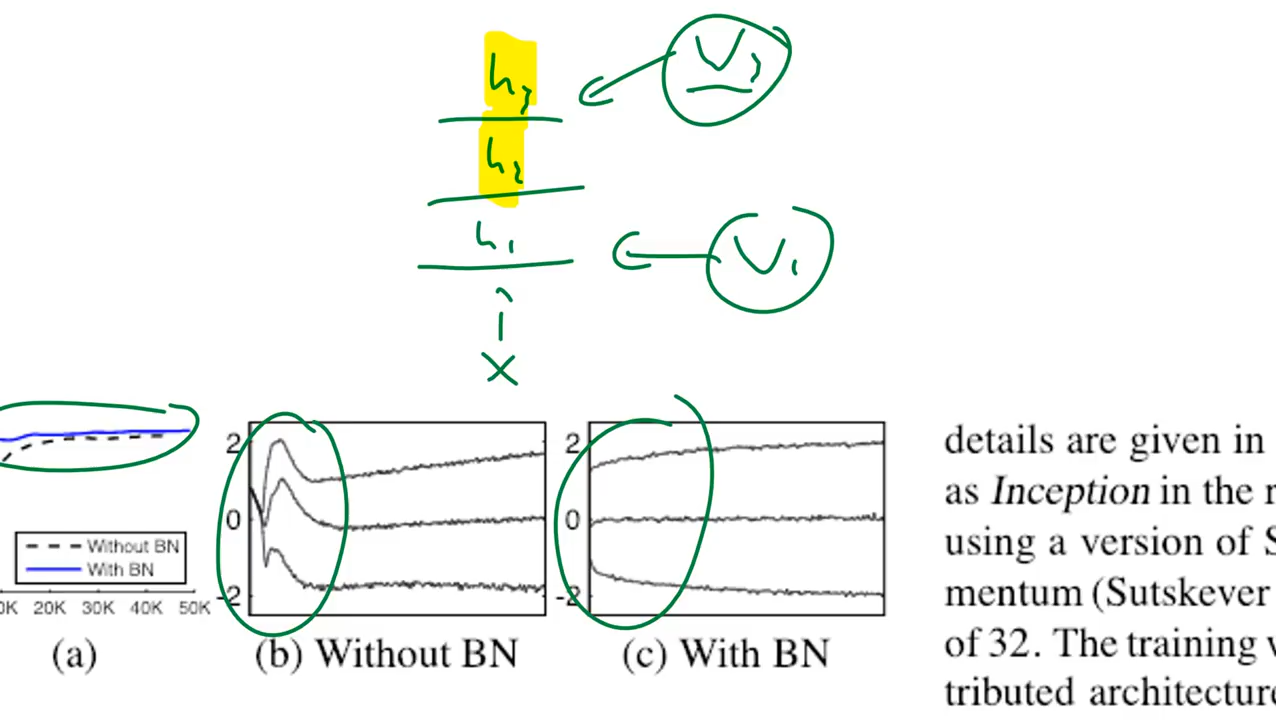 h3
V3
h2
h1
V1
x
2
0
-2
2
0
-2
Without BN
With BN
0K 20K 30K 40K 50K
(a)
(b) Without BN
(c) With BN
details are given in
as Inception in the r
using a version of S
mentum (Sutskever
of 32. The training v
tributed architecture